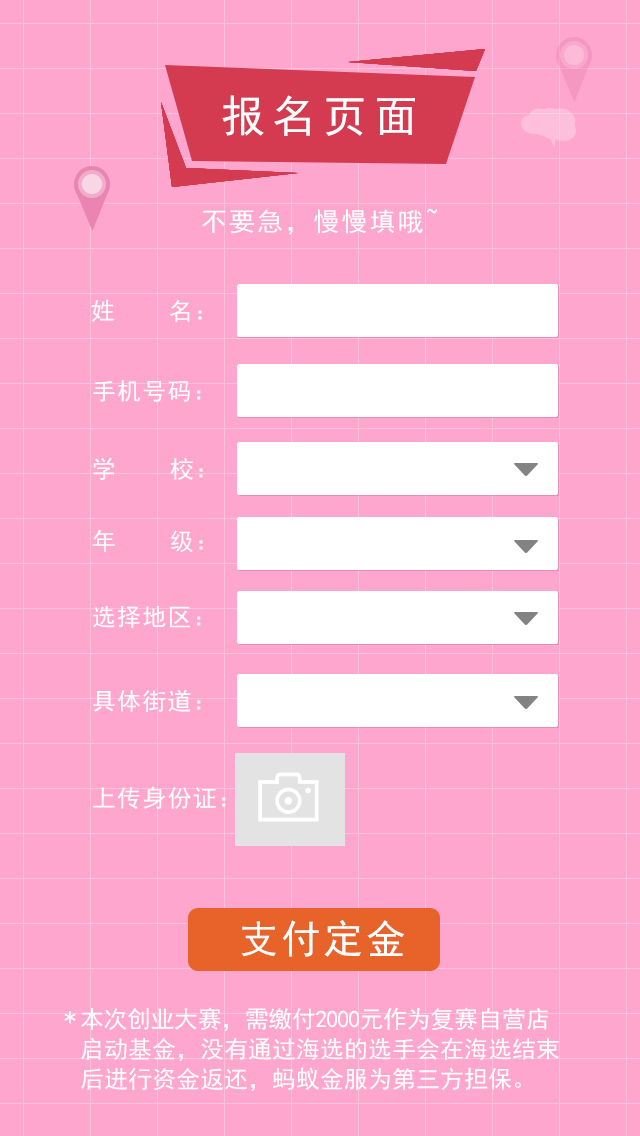 报名页面
不要急，慢慢填哦~
姓 名：
手机号码：
学 校：
年 级：
选择地区：
具体街道：
上传身份证：
支付定金
*本次创业大赛，需缴付2000元作为复赛自营店
启动基金，没有通过海选的选手会在海选结束
后进行资金返还，蚂蚁金服为第三方担保。